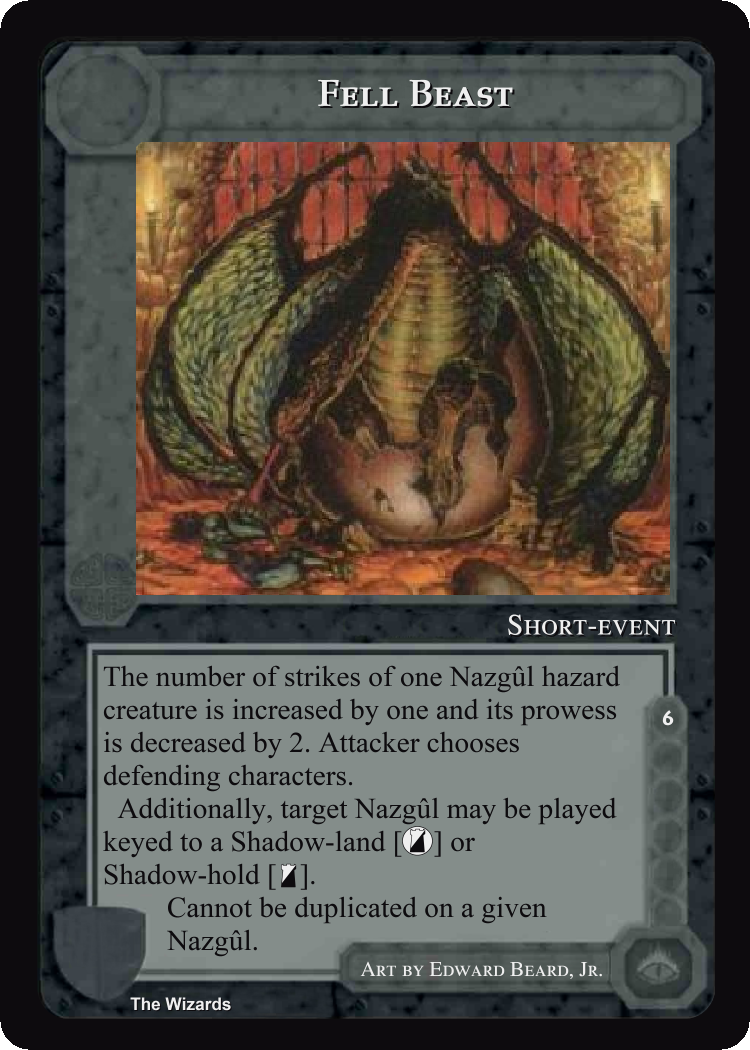 Fell Beast
Short-event
The number of strikes of one Nazgûl hazard
creature is increased by one and its prowess
is decreased by 2. Attacker chooses
defending characters.
Additionally, target Nazgûl may be played
keyed to a Shadow-land [ ] or
Shadow-hold [ ].
Cannot be duplicated on a given
Nazgûl.
6
Art by Edward Beard, Jr.
The Wizards